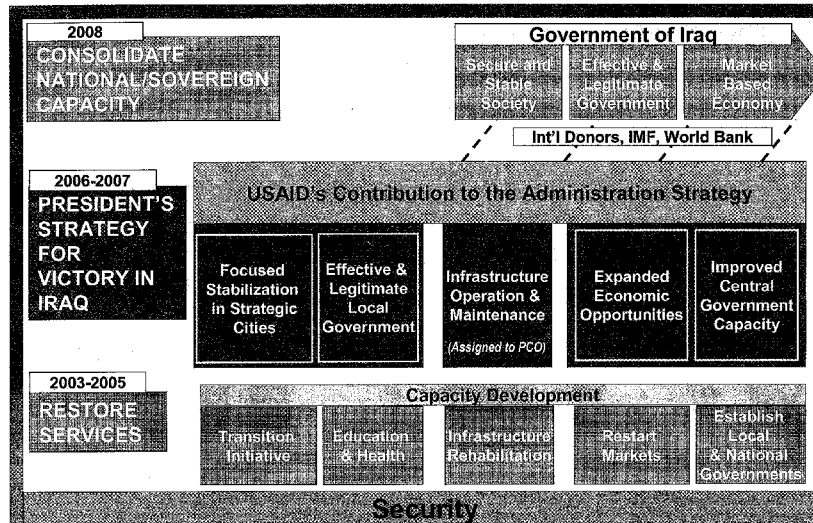 2008
CONSOLIDATE
NATIONAL/SOVEREIGN
CAPACITY
Government of Iraq
Secure and
Stable
Society
Effective &
Legitimate
Government
Market
Based
Economy
Int'l Donors, IMF, World Bank
2006-2007
PRESIDENT'S
STRATEGY
FOR
VICTORY IN
IRAQ
USAID's Contribution to the Administration Strategy
Focused
Stabilization
in Strategic
Cities
Effective &
Legitimate
Local
Government
Infrastructure
Operation &
Maintenance
(Assigned to PCO)
Expanded
Economic
Opportunities
Improved
Central
Government
Capacity
2003-2005
RESTORE
SERVICES
Capacity Development
Transition
Initiative
Education
& Health
Infrastructure
Rehabilitation
Restart
Markets
Establish
Local
& National
Governments
Security